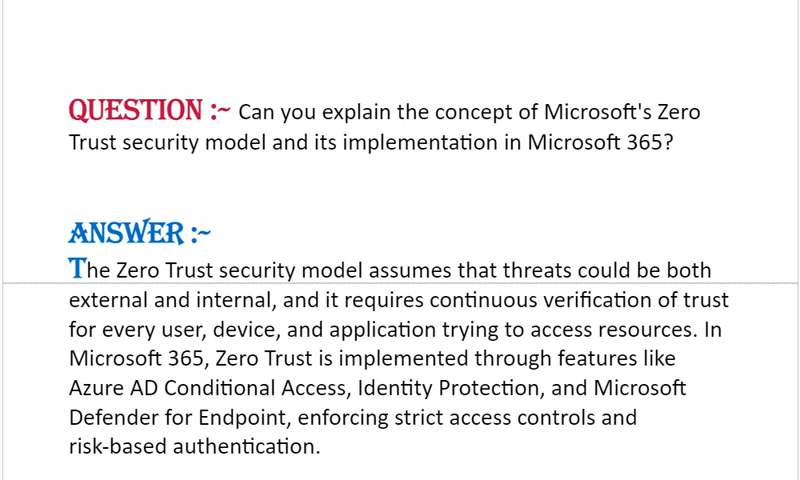 QUESTION :~ Can you explain the concept of Microsoft's Zero
Trust security model and its implementation in Microsoft 365?
ANSWER :~
The Zero Trust security model assumes that threats could be both
external and internal, and it requires continuous verification of trust
for every user, device, and application trying to access resources. In
Microsoft 365, Zero Trust is implemented through features like
Azure AD Conditional Access, Identity Protection, and Microsoft
Defender for Endpoint, enforcing strict access controls and
risk-based authentication.